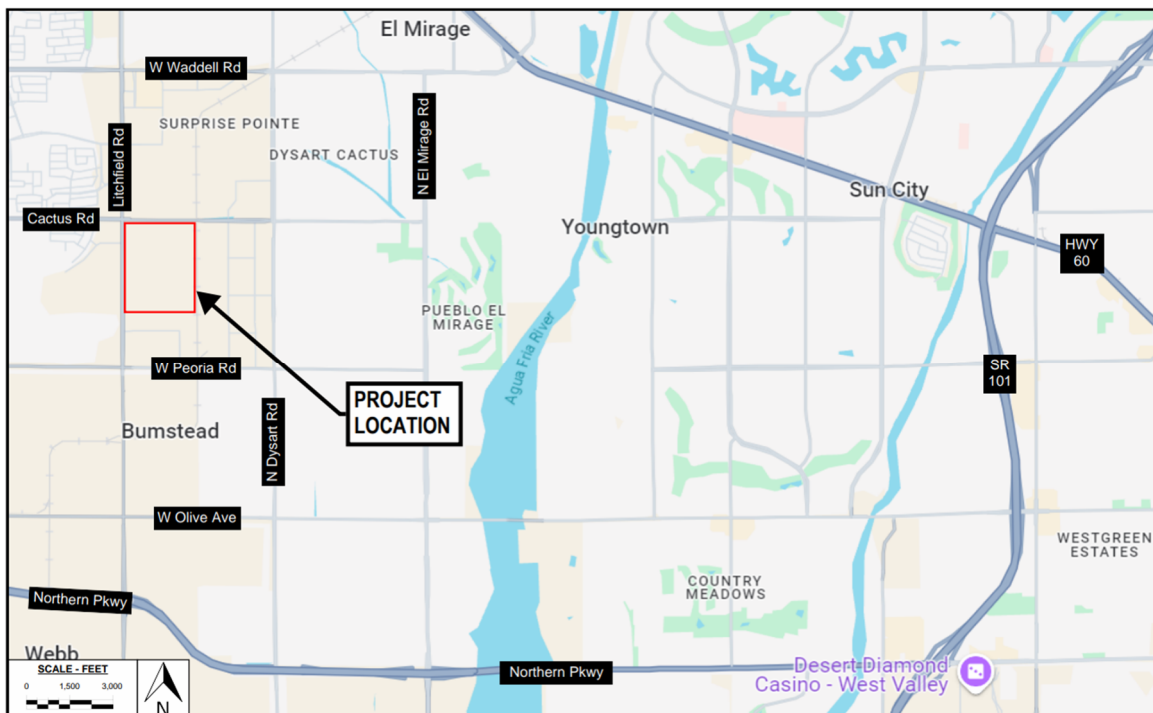 El Mirage
W Waddell Rd
SURPRISE POINTE
Litchfield Rd
N El Mirage Rd
DYSART CACTUS
Sun City
Cactus Rd
Youngtown
HWY
60
PUEBLO EL
MIRAGE
Agua Fria River
W Peoria Rd
SR
101
PROJECT
LOCATION
Bumstead
N Dysart Rd
W Olive Ave
WESTGREEN
ESTATES
COUNTRY
MEADOWS
Northern Pkwy
Webb
Northern Pkwy
Desert Diamond
Casino - West Valley
SCALE - FEET
0 1,500 3,000
N